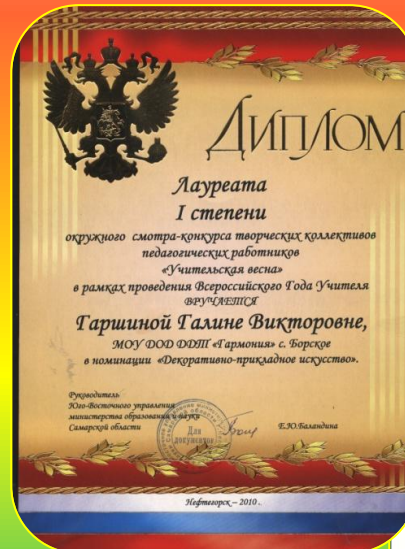 ДИПЛОМ
Лауреата
I степени
окружного смотра-конкурса творческих коллективов
педагогических работников
«Учительская весна»
в рамках проведения Всероссийского Года Учителя
ВРУЧАЕТСЯ
Гаршиной Галине Викторовне,
МОУ DOD DДТ «Гармония» с. Борское
в номинации «Декоративно-прикладное искусство».
Руководитель
Юго-Восточного управления
министерства образования и науки
Самарской области
Для
документов
Е.Ю.Баландина
Нефтегорск – 2010 .